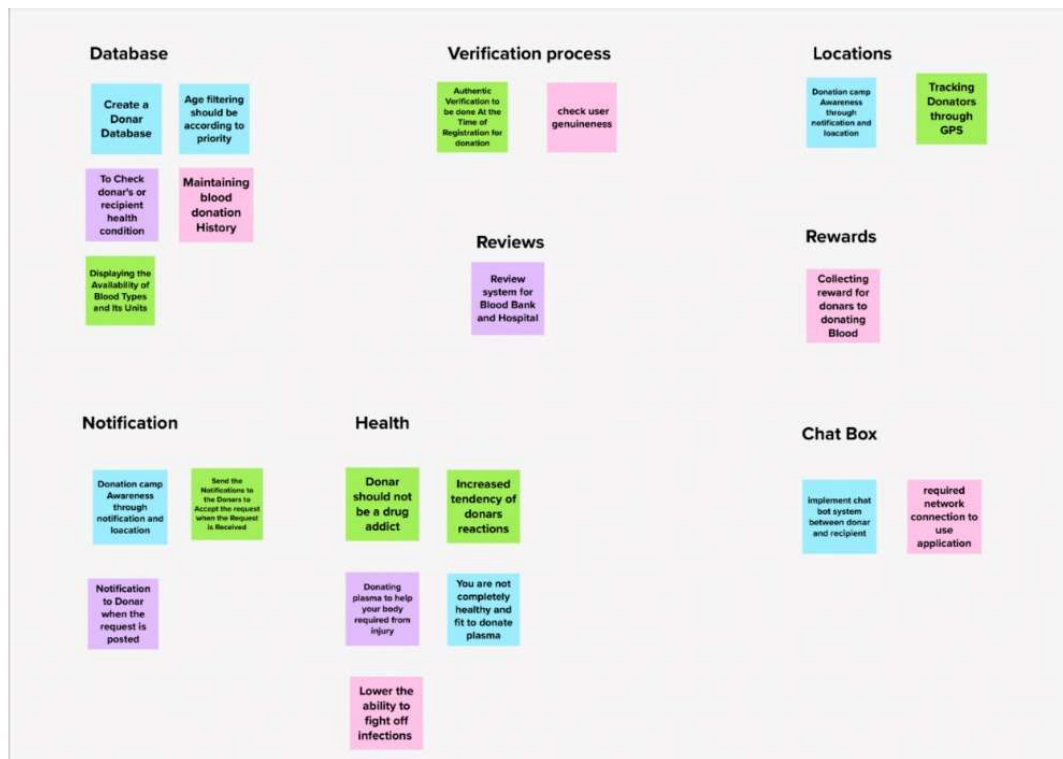 Database
Create a
Donar
Database
Age filtering
should be
according to
priority
To Check
donar's or
recipient
health
condition
Maintaining
blood
donation
History
Displaying the
Availability of
Blood Types
and Its Units
Verification process
Authentic
Verification to
be done At the
Time of
Registration for
donation
check user
genuineness
Locations
Donation camp
Awareness
through
notification and
loacation
Tracking
Donators
through
GPS
Reviews
Review
system for
Blood Bank
and Hospital
Rewards
Collecting
reward for
donars to
donating
Blood
Notification
Donation camp
Awareness
through
notification and
loacation
Send the
Notifications to
the Donors to
Accept the request
when the Request
is Received
Notification
to Donar
when the
request is
posted
Health
Donar
should not
be a drug
addict
Increased
tendency of
donars
reactions
Donating
plasma to help
your body
required from
injury
You are not
completely
healthy and
fit to donate
plasma
Lower the
ability to
fight off
infections
Chat Box
implement chat
bot system
between donar
and recipient
required
network
connection to
use
application